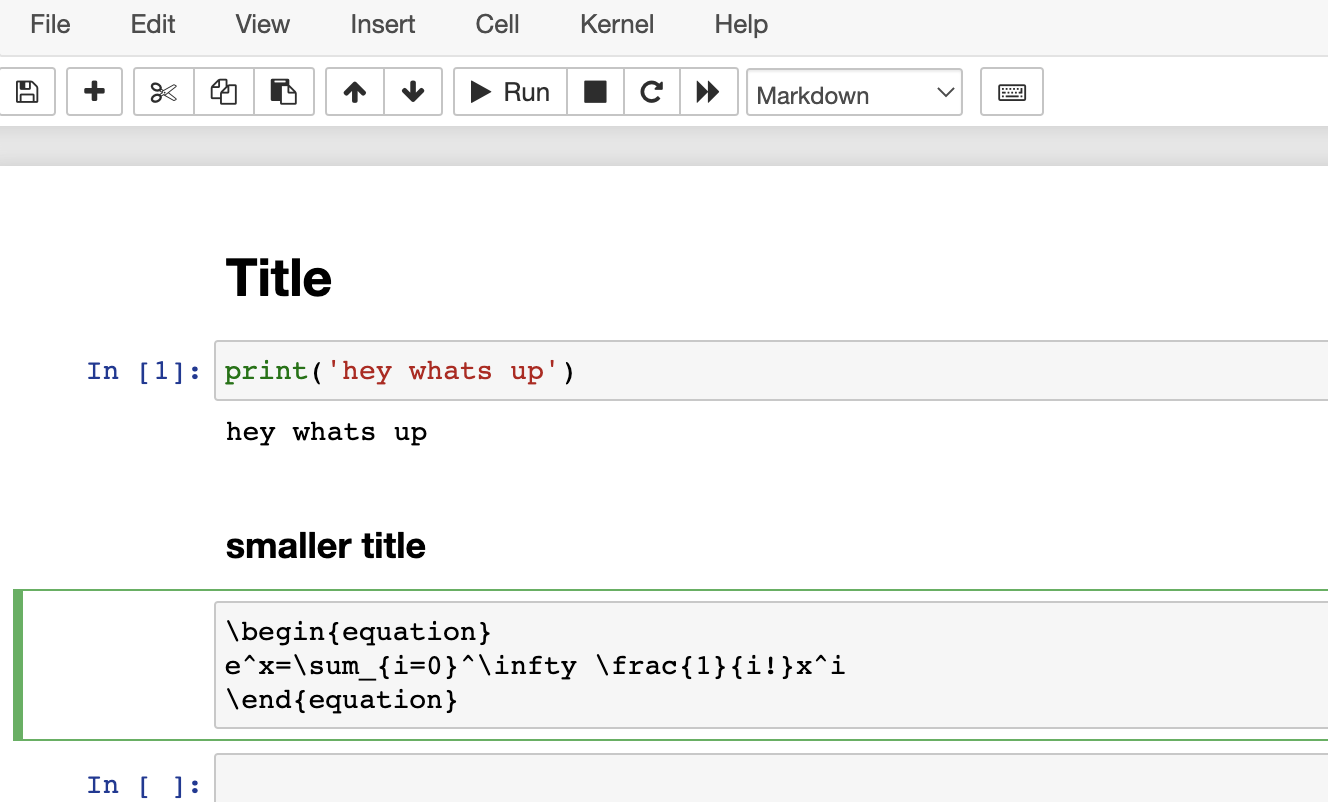 File Edit View Insert Cell Kernel Help
Run Markdown
Title
In [1]: print('hey whats up')
hey whats up
smaller title
\begin{equation}
e^x=\sum_{i=0}^\infty \frac{1}{i!}x^i
\end{equation}
In [ ]: